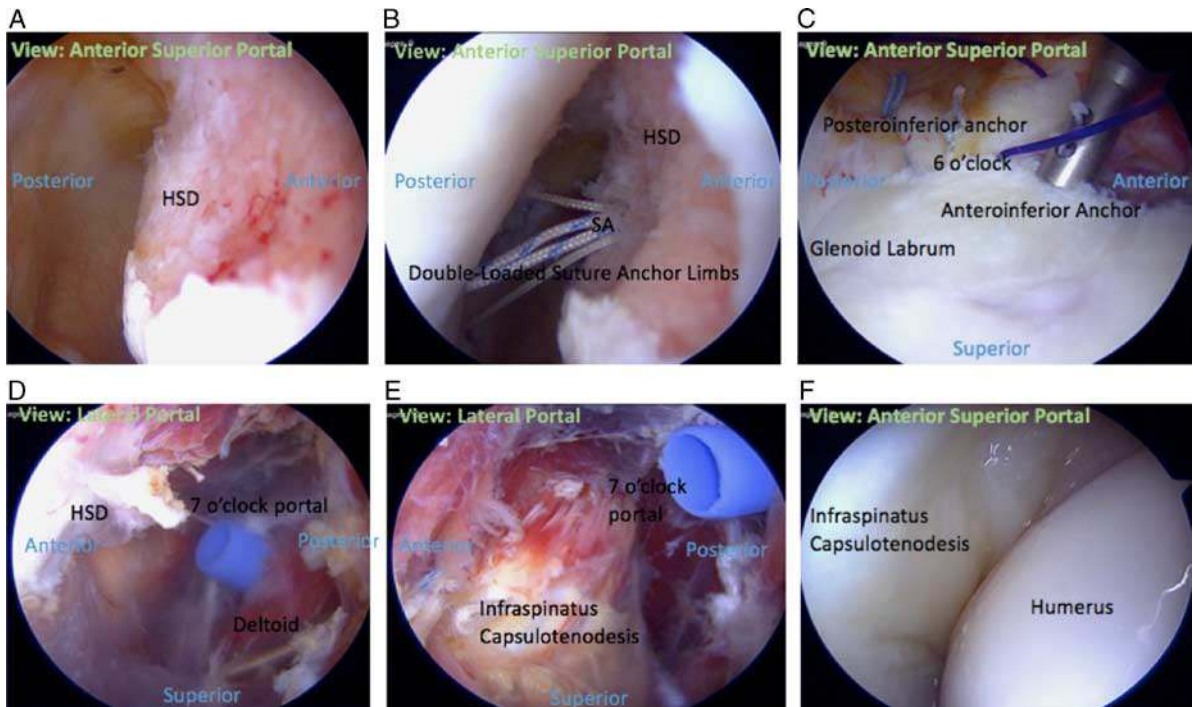 A
View: Anterior Superior Portal
Posterior
Anterior
HSD
B
View: Anterior Superior Portal
HSD
Posterior
Anterior
SA
Double-Loaded Suture Anchor Limbs
C
View: Anterior Superior Portal
Posteroinferior anchor
6 o'clock
Posterior
Anterior
Anteroinferior Anchor
Glenoid Labrum
Superior
D
View: Lateral Portal
7 o'clock portal
HSD
Anterior
Posterior
Deltoid
Superior
E
View: Lateral Portal
7 o'clock
portal
Anterior
Posterior
Infraspinatus
Capsulotenodesis
Superior
F
View: Anterior Superior Portal
Infraspinatus
Capsulotenodesis
Humerus